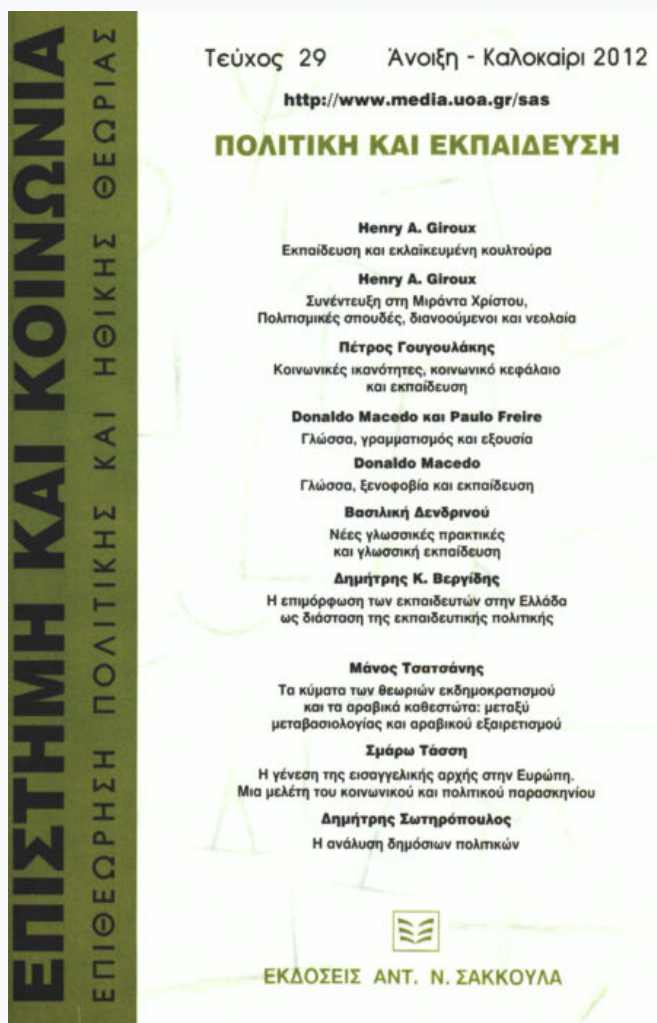 ΕΠΙΣΤΗΜΗ ΚΑΙ ΚΟΙΝΩΝΙΑ
ΕΠΙΘΕΩΡΗΣΗ ΠΟΛΙΤΙΚΗΣ ΚΑΙ ΗΘΙΚΗΣ ΘΕΩΡΙΑΣ
Τεύχος 29 Άνοιξη - Καλοκαίρι 2012
http://www.media.uoa.gr/sas
ΠΟΛΙΤΙΚΗ ΚΑΙ ΕΚΠΑΙΔΕΥΣΗ
Henry A. Giroux
Εκπαίδευση και εκλαϊκευμένη κουλτούρα
Henry A. Giroux
Συνέντευξη στη Μιράντα Χρίστου,
Πολιτισμικές σπουδές, διανοούμενοι και νεολαία
Πέτρος Γουγουλάκης
Κοινωνικές ικανότητες, κοινωνικό κεφάλαιο
και εκπαίδευση
Donaldo Macedo και Paulo Freire
Γλώσσα, γραμματισμός και εξουσία
Donaldo Macedo
Γλώσσα, ξενοφοβία και εκπαίδευση
Βασιλική Δενδρινού
Νέες γλωσσικές πρακτικές
και γλωσσική εκπαίδευση
Δημήτρης Κ. Βεργίδης
Η επιμόρφωση των εκπαιδευτών στην Ελλάδα
ως διάσταση της εκπαιδευτικής πολιτικής
Μάνος Τσατσάνης
Τα κύματα των θεωριών εκδημοκρατισμού
και τα αραβικά καθεστώτα: μεταξύ
μεταβασιολογίας και αραβικού εξαιρετισμού
Σμάρω Τάσση
Η γένεση της εισαγγελικής αρχής στην Ευρώπη.
Μια μελέτη του κοινωνικού και πολιτικού παρασκηνίου
Δημήτρης Σωτηρόπουλος
Η ανάλυση δημόσιων πολιτικών
ΕΚΔΟΣΕΙΣ ΑΝΤ. Ν. ΣΑΚΚΟΥΛΑ